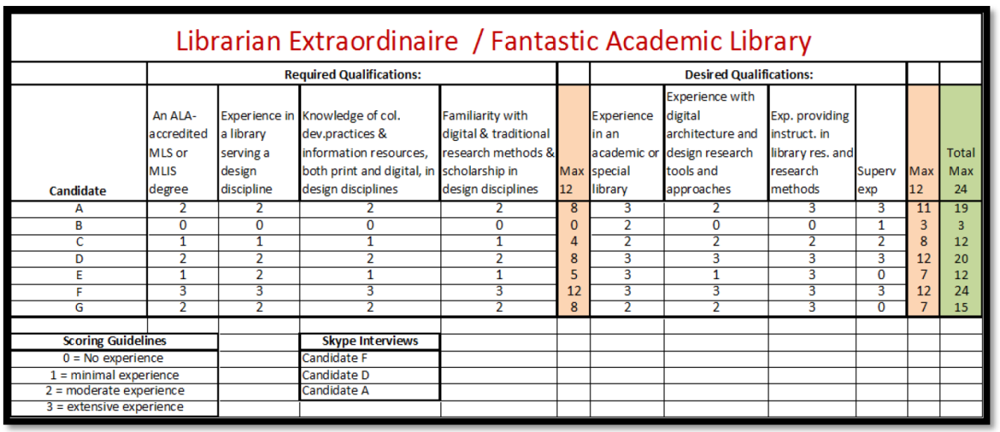 Librarian Extraordinaire / Fantastic Academic Library
Required Qualifications: Desired Qualifications:
Candidate
An ALA-
accredited
MLS or
MLIS
degree
Experience in
a library
serving a
design
discipline
Knowledge of col.
dev.practices &
information resources,
both print and digital, in
design disciplines
Familiarity with
digital & traditional
research methods &
scholarship in
design disciplines
Max
12
Experience
in an
academic or
special
library
Experience with
digital
architecture and
design research
tools and
approaches
Exp. providing
instruct. in
library res. and
research
methods
Superv
exp
Max
12
Total
Max
24
A 2 2 2 2 8 3 2 3 3 11 19
B 0 0 0 0 0 2 0 0 1 3 3
C 1 1 1 1 4 2 2 2 2 8 12
D 2 2 2 2 8 3 3 3 3 12 20
E 1 2 1 1 5 3 1 3 0 7 12
F 3 3 3 3 12 3 3 3 3 12 24
G 2 2 2 2 8 2 2 3 0 7 15
Scoring Guidelines
0 = No experience
1 = minimal experience
2 = moderate experience
3 = extensive experience
Skype Interviews
Candidate F
Candidate D
Candidate A